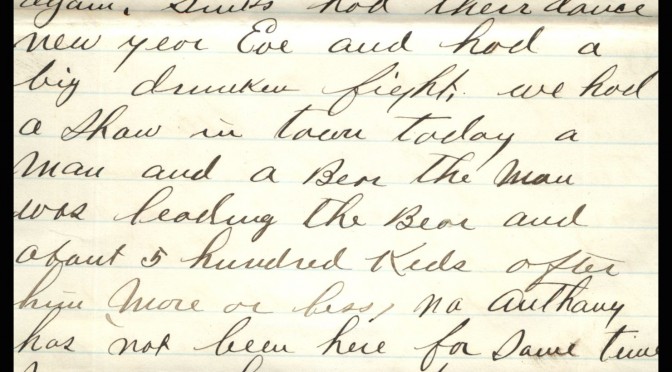 again. had their dance
new year Eve and had a
big drunken fight. we had
a Show in town today a
Man and a Bear the Man
was leading the Bear and
about 5 hundred Kids after
him More or less, no Anthany
has not been here for Some time